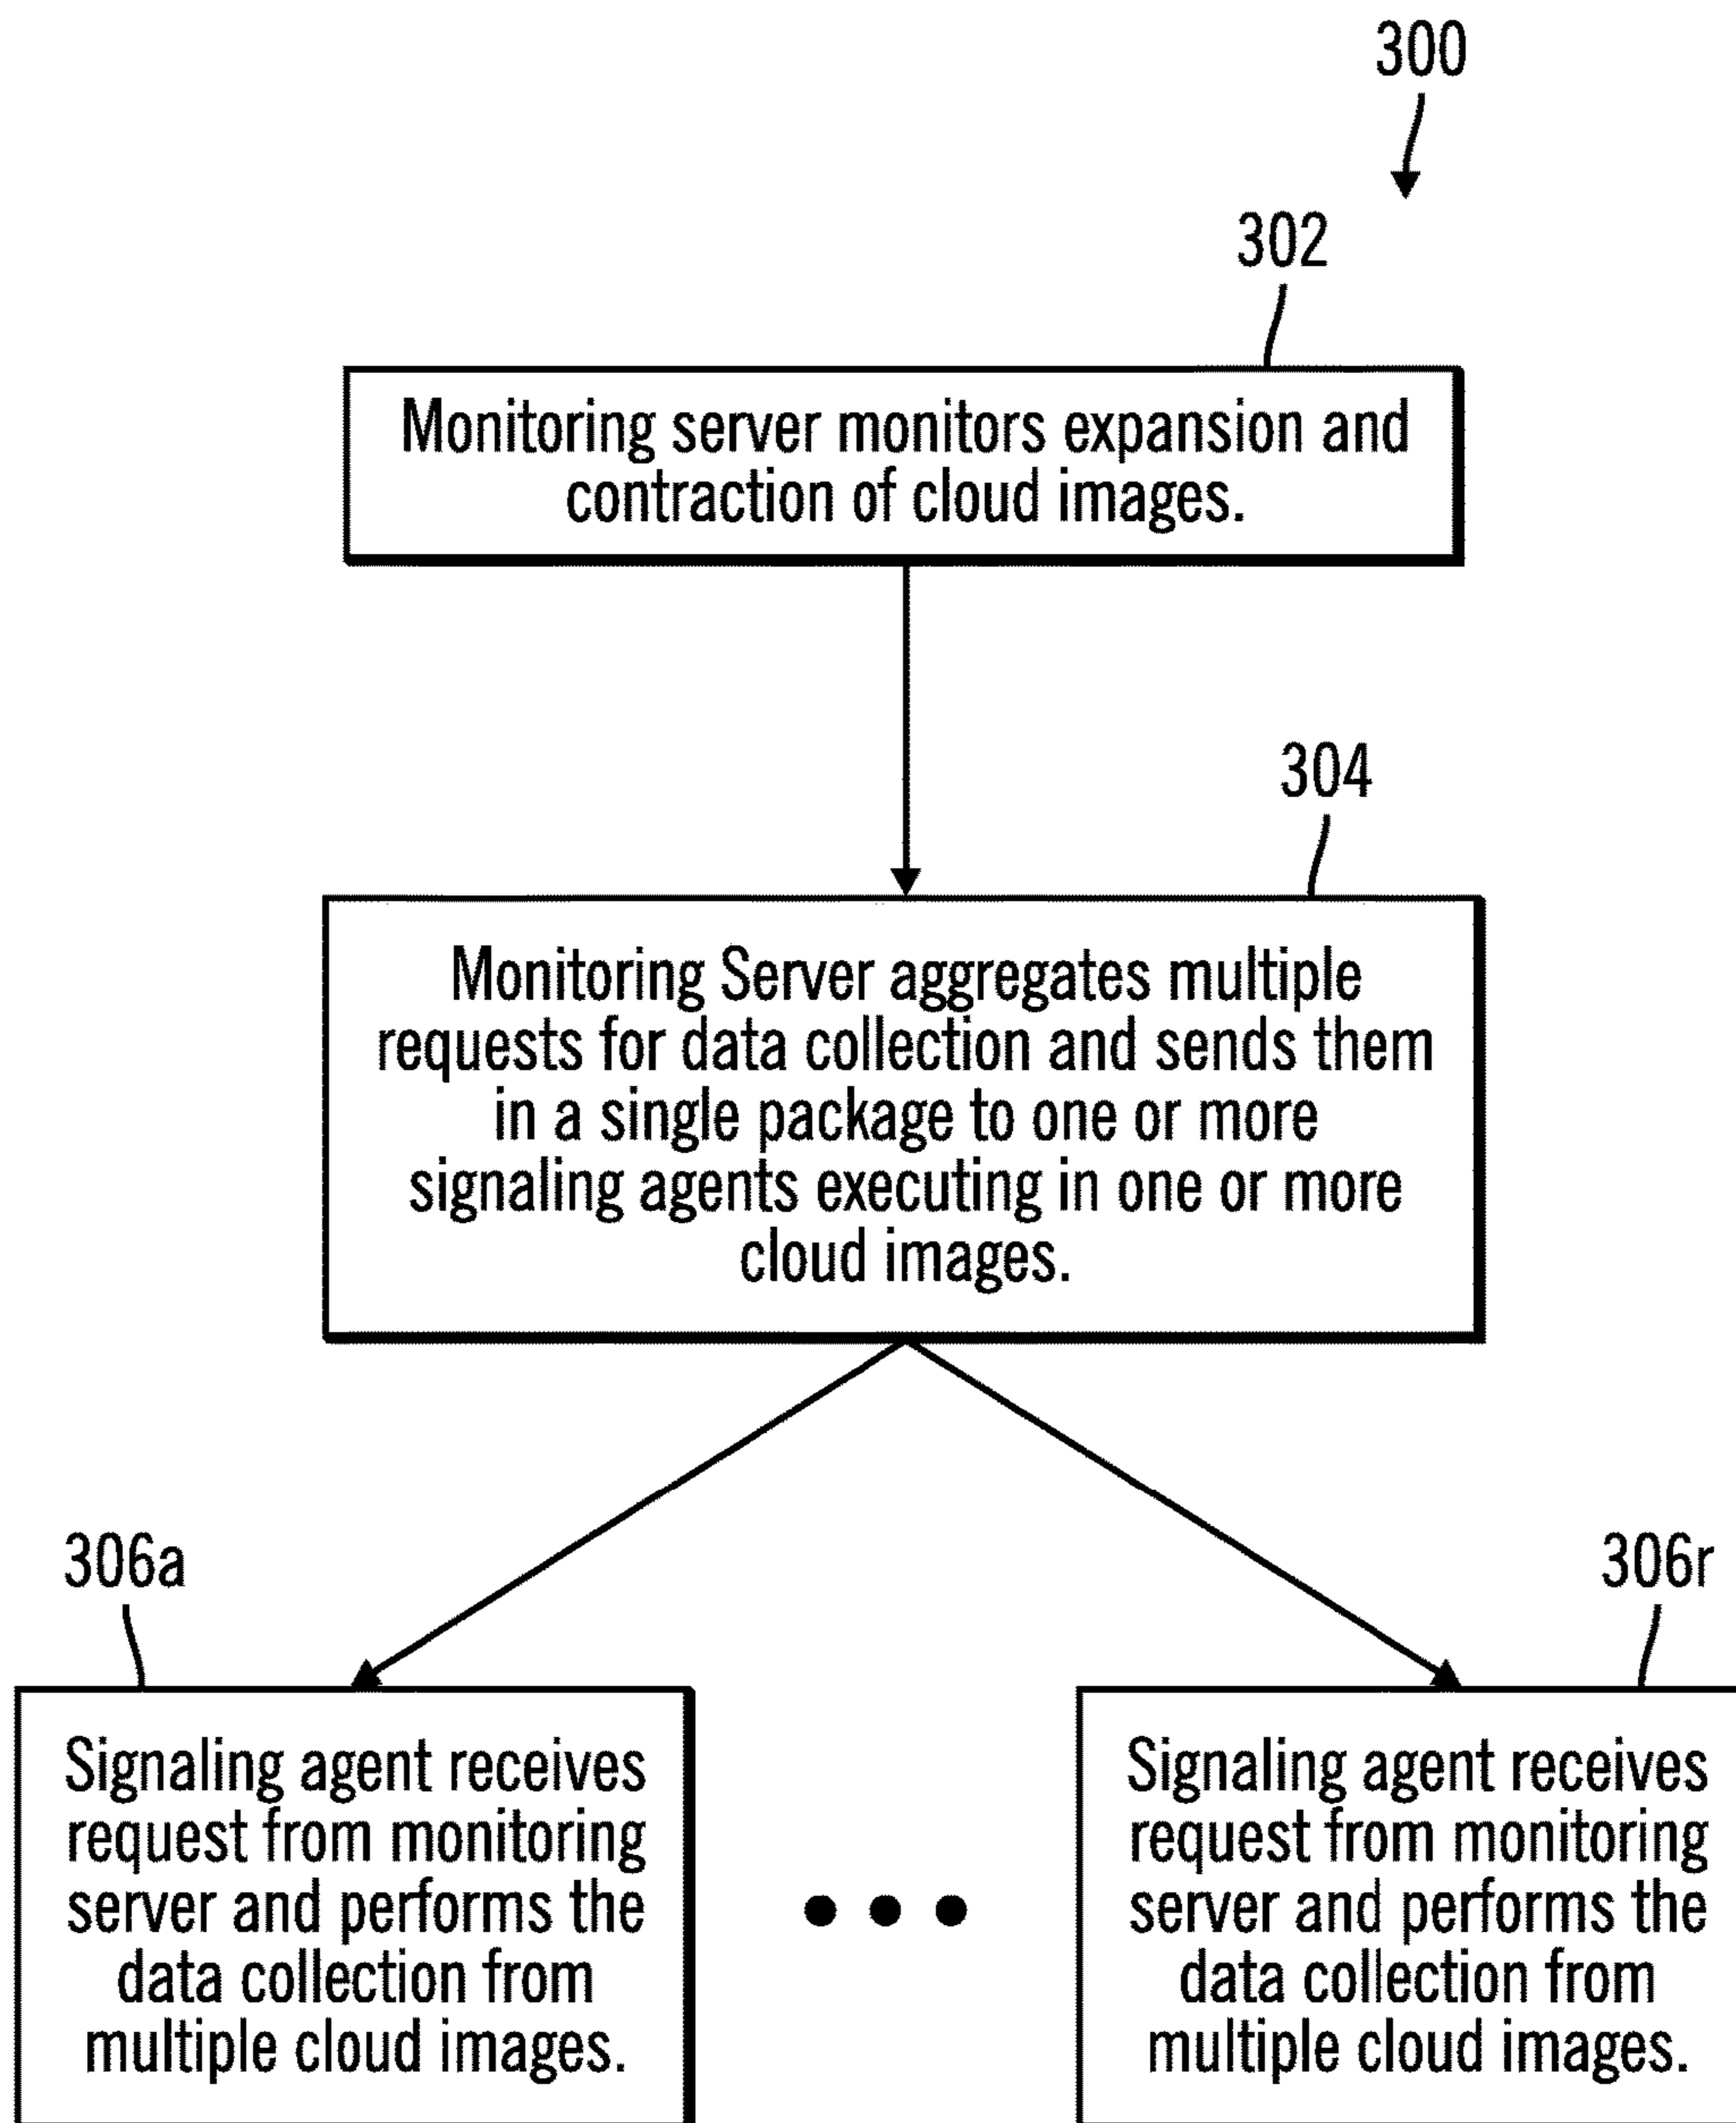 300
302
Monitoring server monitors expansion and
contraction of cloud images.
304
Monitoring Server aggregates multiple
requests for data collection and sends them
in a single package to one or more
signaling agents executing in one or more
cloud images.
306a
Signaling agent receives
request from monitoring
server and performs the
data collection from
multiple cloud images.
306r
Signaling agent receives
request from monitoring
server and performs the
data collection from
multiple cloud images.